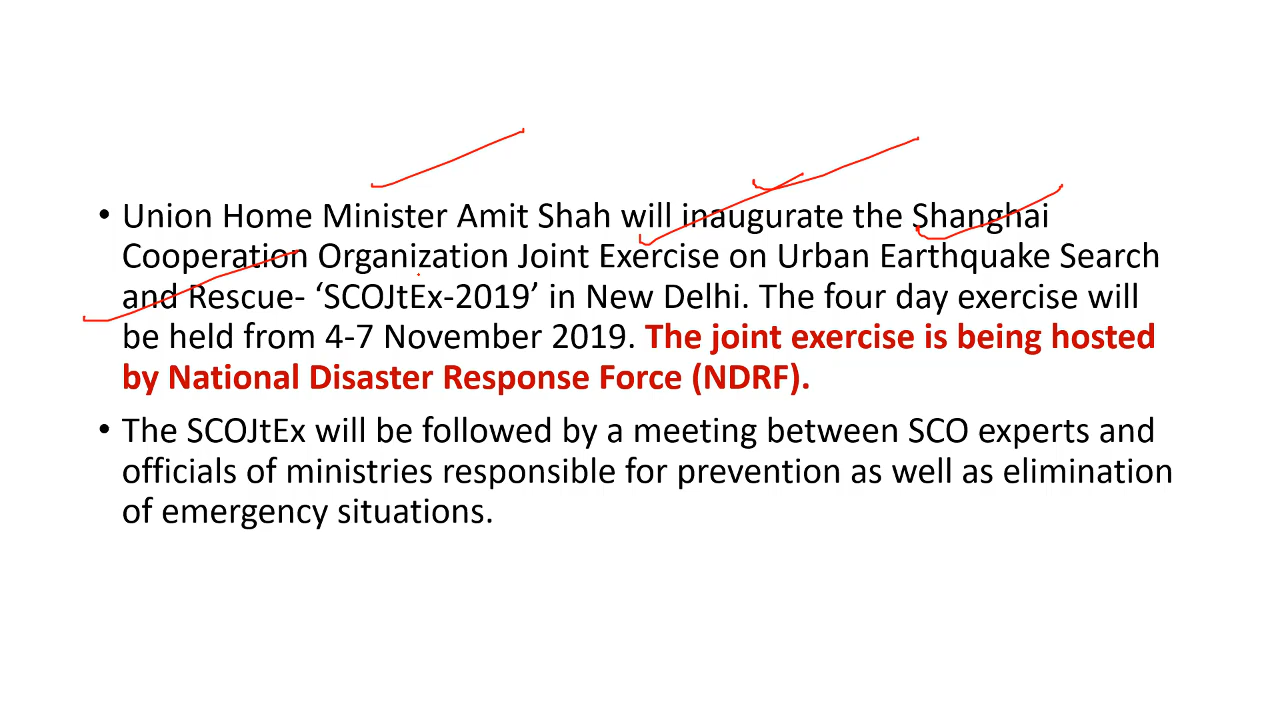 • Union Home Minister Amit Shah will inaugurate the Shanghai
Cooperation Organization Joint Exercise on Urban Earthquake Search
and Rescue- ‘SCOJtEx-2019’ in New Delhi. The four day exercise will
be held from 4-7 November 2019. The joint exercise is being hosted
by National Disaster Response Force (NDRF).
• The SCOJtEx will be followed by a meeting between SCO experts and
officials of ministries responsible for prevention as well as elimination
of emergency situations.